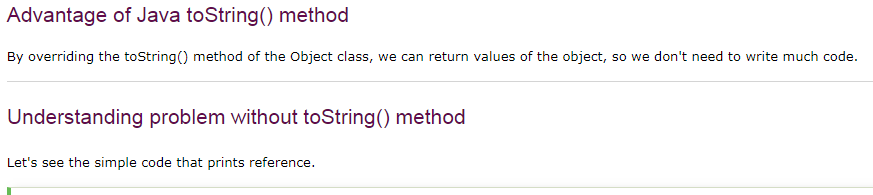 Advantage of Java toString() method
By overriding the toString() method of the Object class, we can return values of the object, so we don't need to write much code.
Understanding problem without toString() method
Let's see the simple code that prints reference.